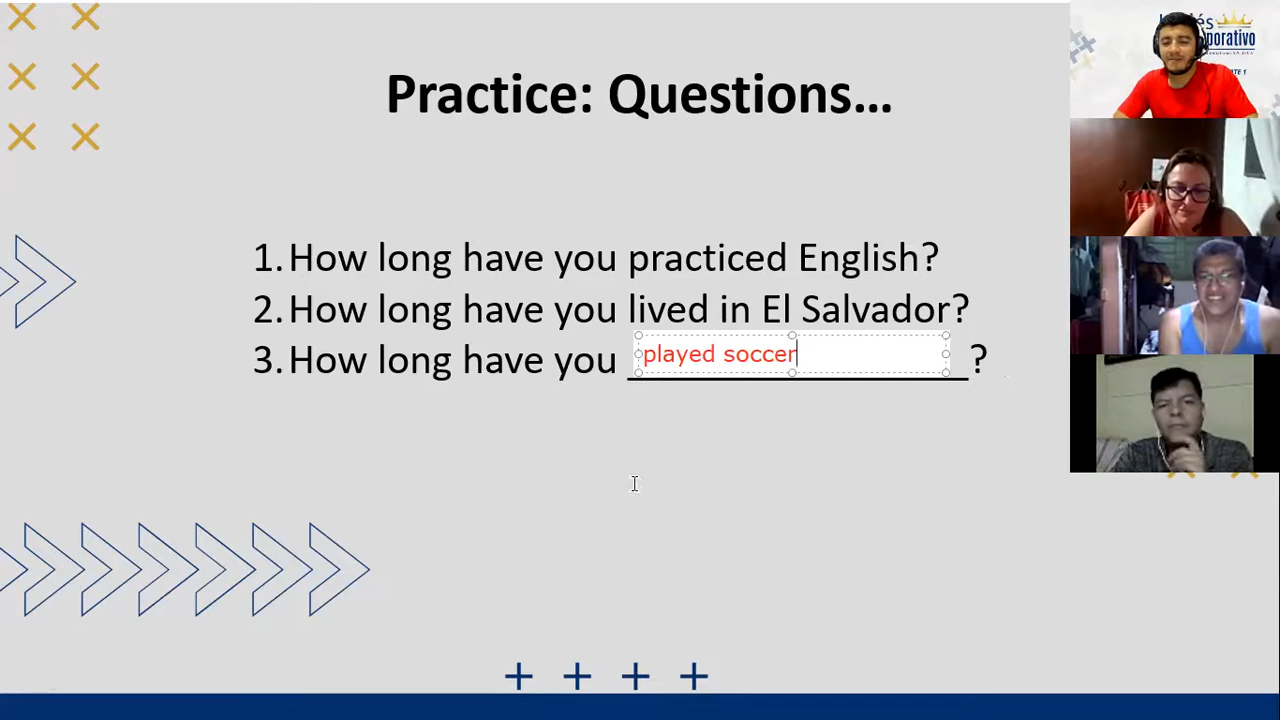 Practice: Questions...
1. How long have you practiced English?
2. How long have you lived in El Salvador?
3. How long have you played soccer ?